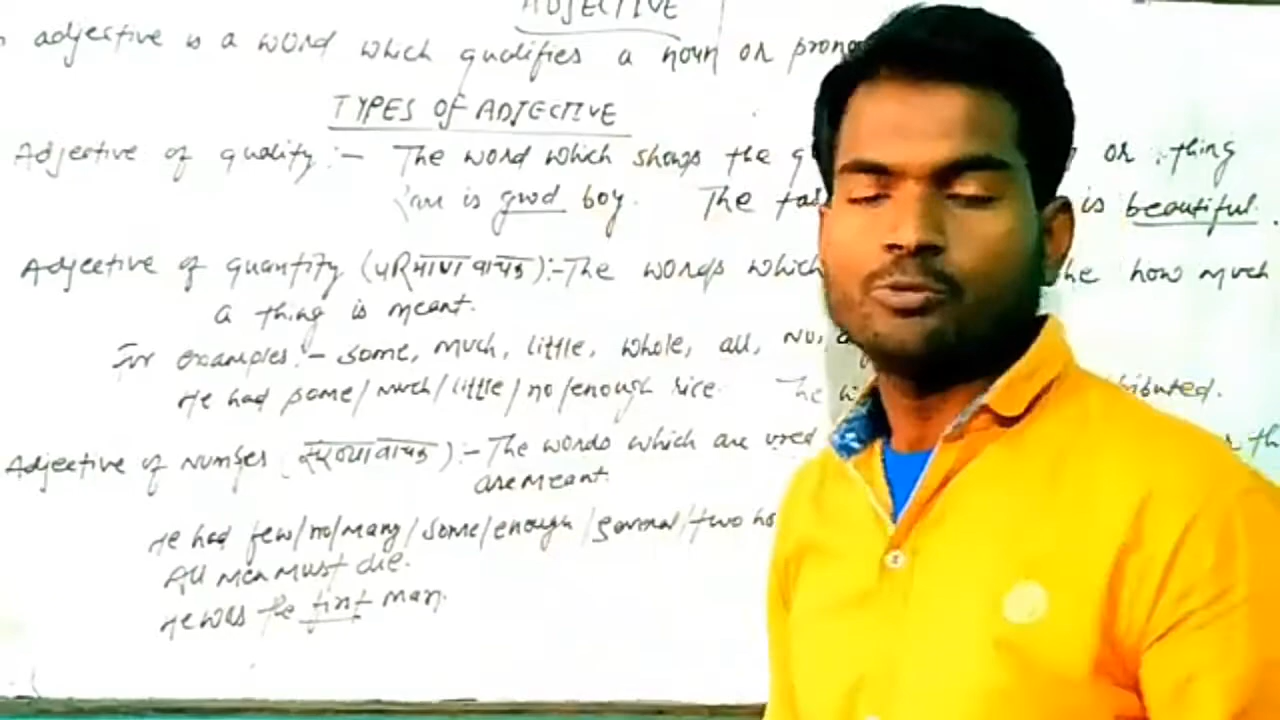 ADJECTIVE
adjective is a word which qualifies a noun or
TYPES OF ADJECTIVE
Adjective of quality :- The word which shows the or thing
is good boy. The is beautiful.
Adjective of quantity (परिमाण वाचक) :- The words which how much
a thing is meant.
For examples :- some, much, little, whole, all, no,
He had some/much/little/no/enough rice. The
Adjective of Number (संख्यावाचक) :- The words which are used
are meant.
He had few/no/many/some/enough/several/two
All men must die.
He was the first man.